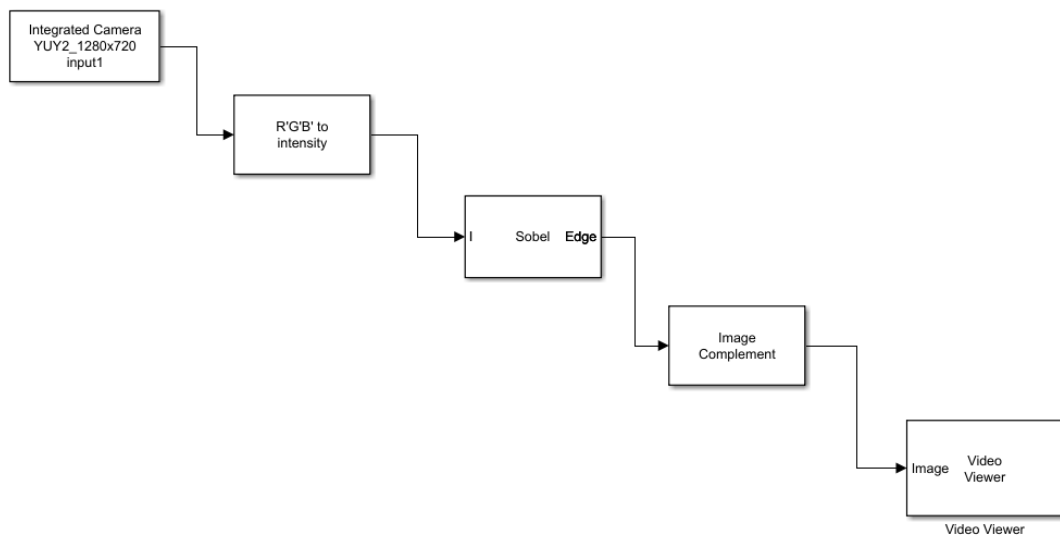 Integrated Camera
YUY2_1280x720
input1
R'G'B' to
intensity
I Sobel Edge
Image
Complement
Image Video
Viewer
Video Viewer